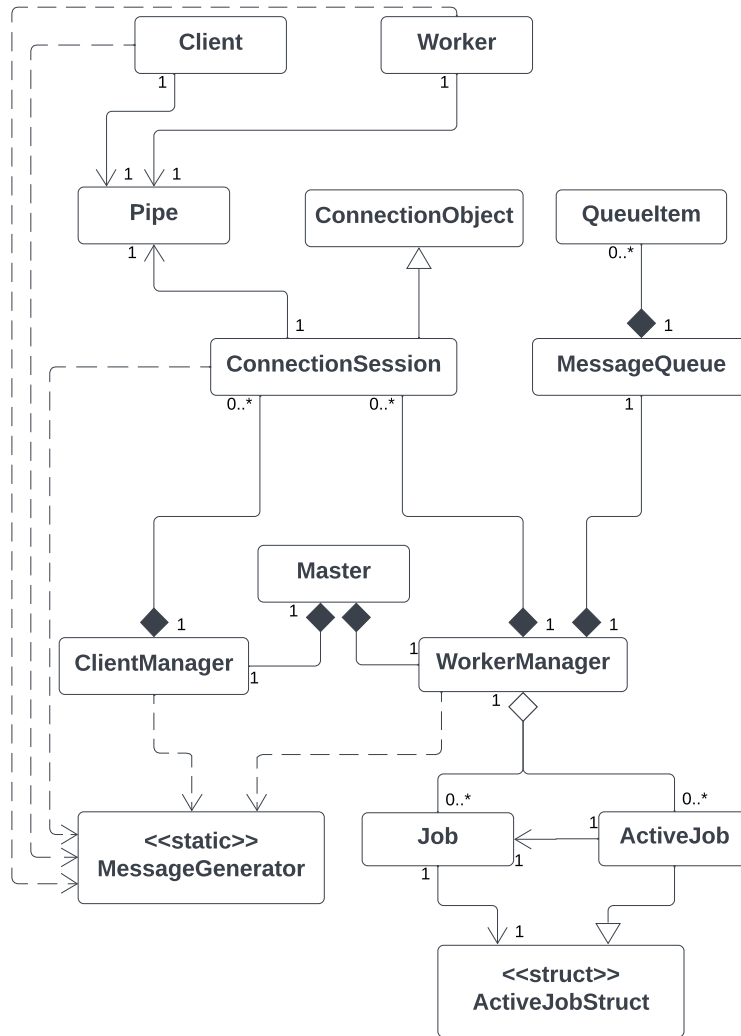 Client
Worker
1
1
1
1
Pipe
ConnectionObject
QueueItem
1
0..*
1
1
ConnectionSession
MessageQueue
0..*
0..*
1
Master
1
1
1
1
ClientManager
1
1
WorkerManager
1
0..*
0..*
<<static>>
MessageGenerator
Job
1
1
ActiveJob
1
1
<<struct>>
ActiveJobStruct